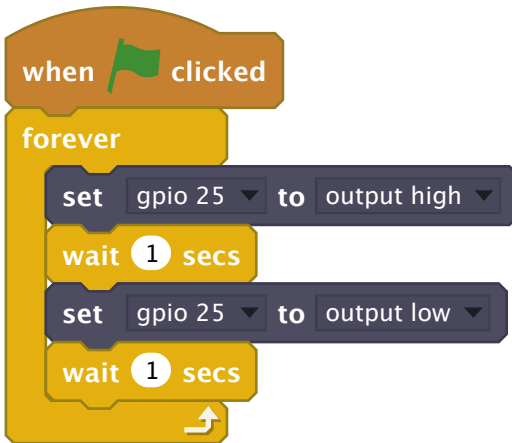 when clicked
forever
set gpio 25 to output high
wait 1 secs
set gpio 25 to output low
wait 1 secs